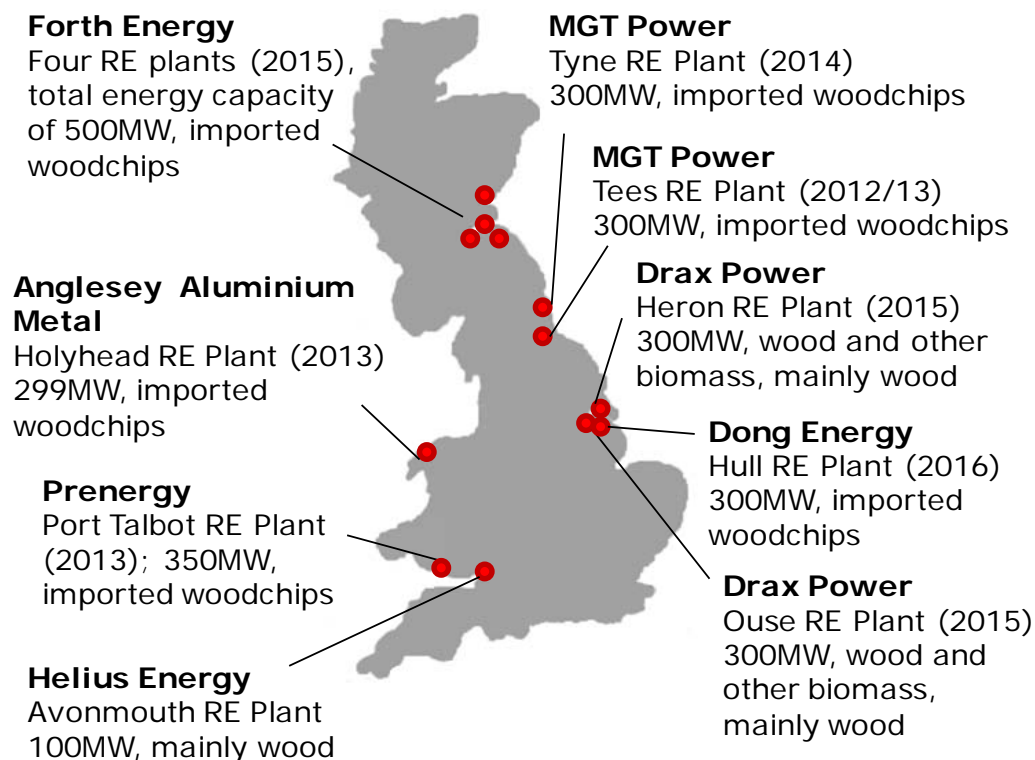 Forth Energy
Four RE plants (2015),
total energy capacity
of 500MW, imported
woodchips
MGT Power
Tyne RE Plant (2014)
300MW, imported woodchips
MGT Power
Tees RE Plant (2012/13)
300MW, imported woodchips
Drax Power
Heron RE Plant (2015)
300MW, wood and other
biomass, mainly wood
Anglesey Aluminium
Metal
Holyhead RE Plant (2013)
299MW, imported
woodchips
Dong Energy
Hull RE Plant (2016)
300MW, imported
woodchips
Prenergy
Port Talbot RE Plant
(2013); 350MW,
imported woodchips
Drax Power
Ouse RE Plant (2015)
300MW, wood and
other biomass,
mainly wood
Helius Energy
Avonmouth RE Plant
100MW, mainly wood